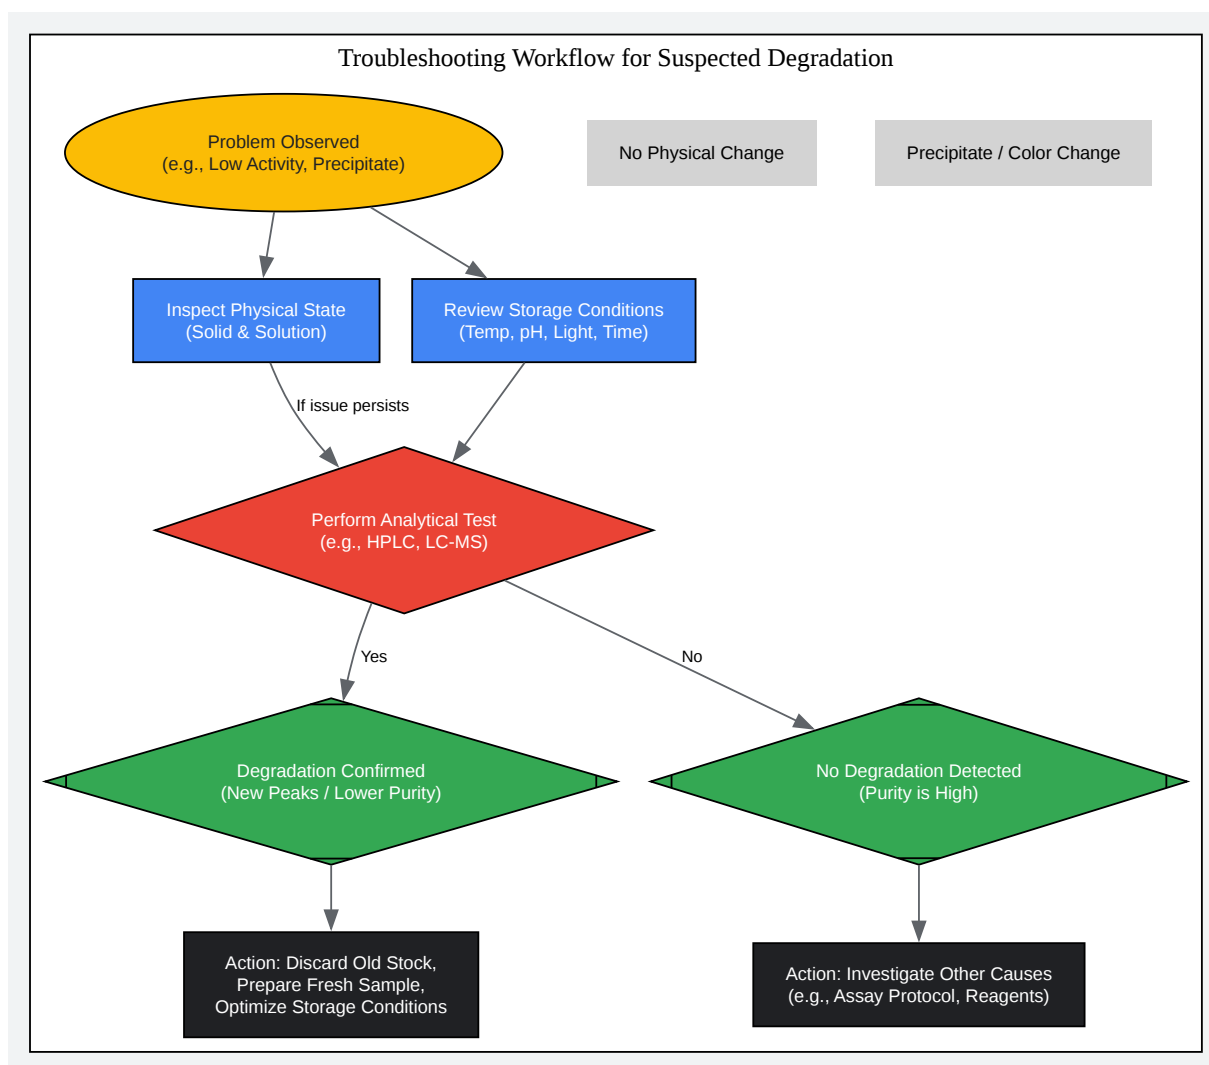 Troubleshooting Workflow for Suspected Degradation
Problem Observed
(e.g., Low Activity, Precipitate)
No Physical Change
Precipitate / Color Change
Inspect Physical State
(Solid & Solution)
Review Storage Conditions
(Temp, pH, Light, Time)
If issue persists
Perform Analytical Test
(e.g., HPLC, LC-MS)
Yes
No
Degradation Confirmed
(New Peaks / Lower Purity)
No Degradation Detected
(Purity is High)
Action: Discard Old Stock,
Prepare Fresh Sample,
Optimize Storage Conditions
Action: Investigate Other Causes
(e.g., Assay Protocol, Reagents)